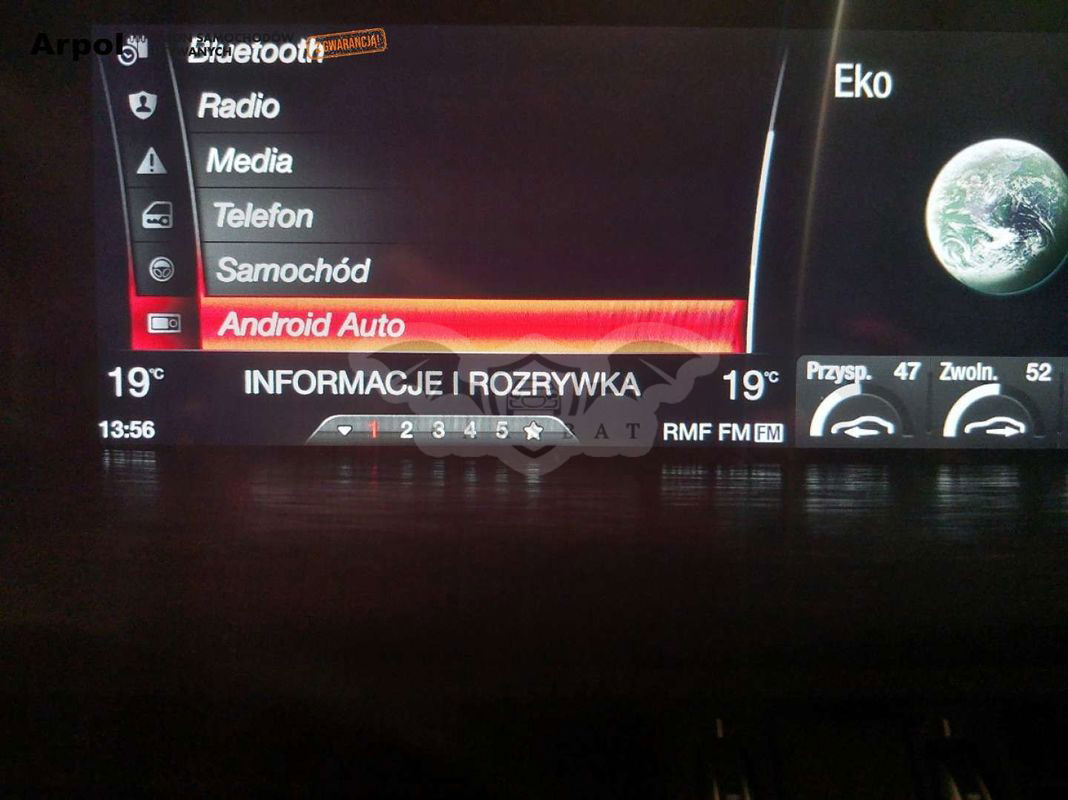 Arpol
SAMOCHODÓW
GWARANCJA!
Bluetooth
Radio
Media
Telefon
Samochód
Android Auto
Eko
19°C
INFORMACJE I ROZRYWKA
19°C
Przysp. 47
Zwoln. 52
13:56
1 2 3 4 5
RMF FM FM